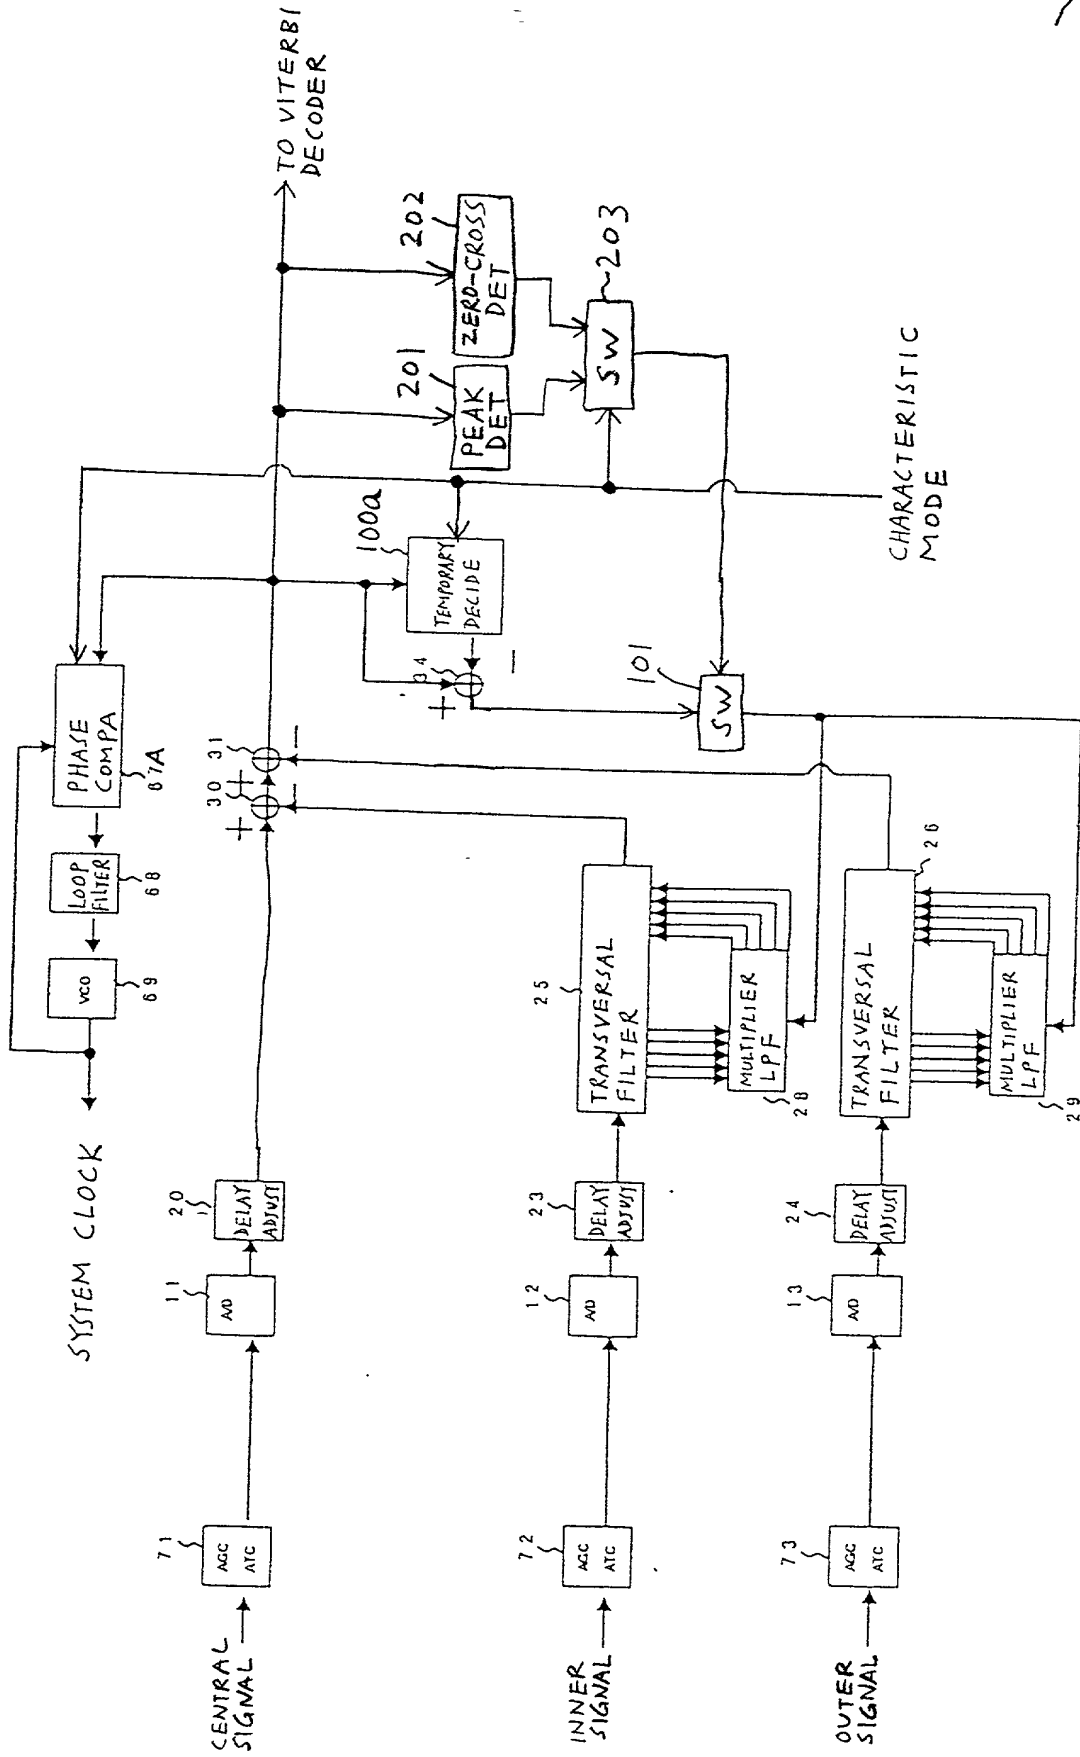 SYSTEM CLOCK
VCO
69
LOOP
FILTER
68
PHASE
COMPA
67A
CENTRAL
SIGNAL
AGC
ATC
71
A/D
11
DELAY
ADJUST
20
+
30
−
+
31
−
TO VITERBI
DECODER
TEMPORARY
DECIDE
100a
+
34
−
PEAK
DET
201
ZERO-CROSS
DET
202
SW
203
SW
101
CHARACTERISTIC
MODE
INNER
SIGNAL
AGC
ATC
72
A/D
12
DELAY
ADJUST
23
TRANSVERSAL
FILTER
25
MULTIPLIER
LPF
28
OUTER
SIGNAL
AGC
ATC
73
A/D
13
DELAY
ADJUST
24
TRANSVERSAL
FILTER
26
MULTIPLIER
LPF
29